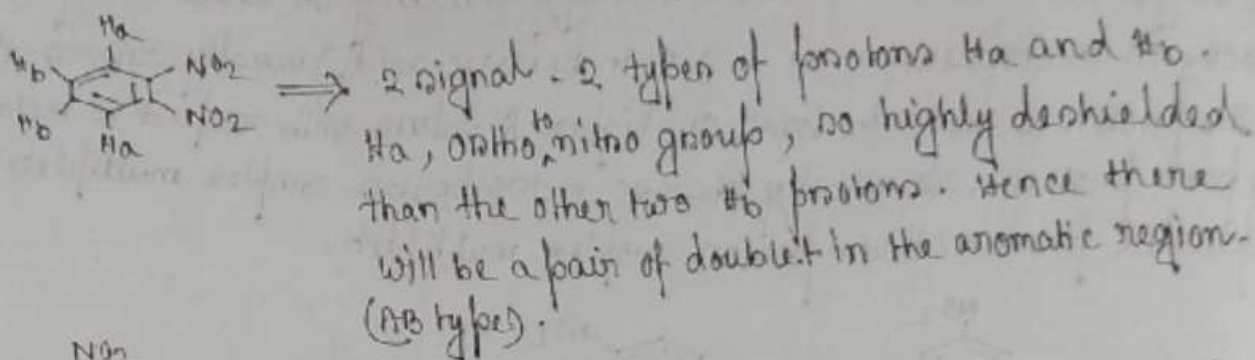 Ha
Hb
NO2
NO2
Hb
Ha
⇒ 2 signal. 2 types of protons Ha and Hb.
Ha, ortho to nitro group, so highly deshielded
than the other two Hb protons. Hence there
will be a pair of doublet in the aromatic region.
(AB type).
NO2